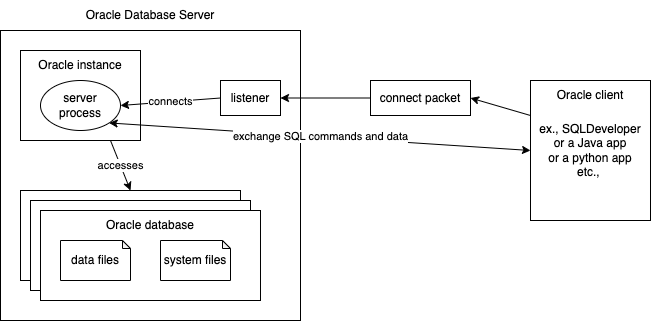 Oracle Database Server
Oracle instance
server
process
connects
listener
connect packet
Oracle client
ex., SQLDeveloper
or a Java app
or a python app
etc.,
exchange SQL commands and data
accesses
Oracle database
data files
system files